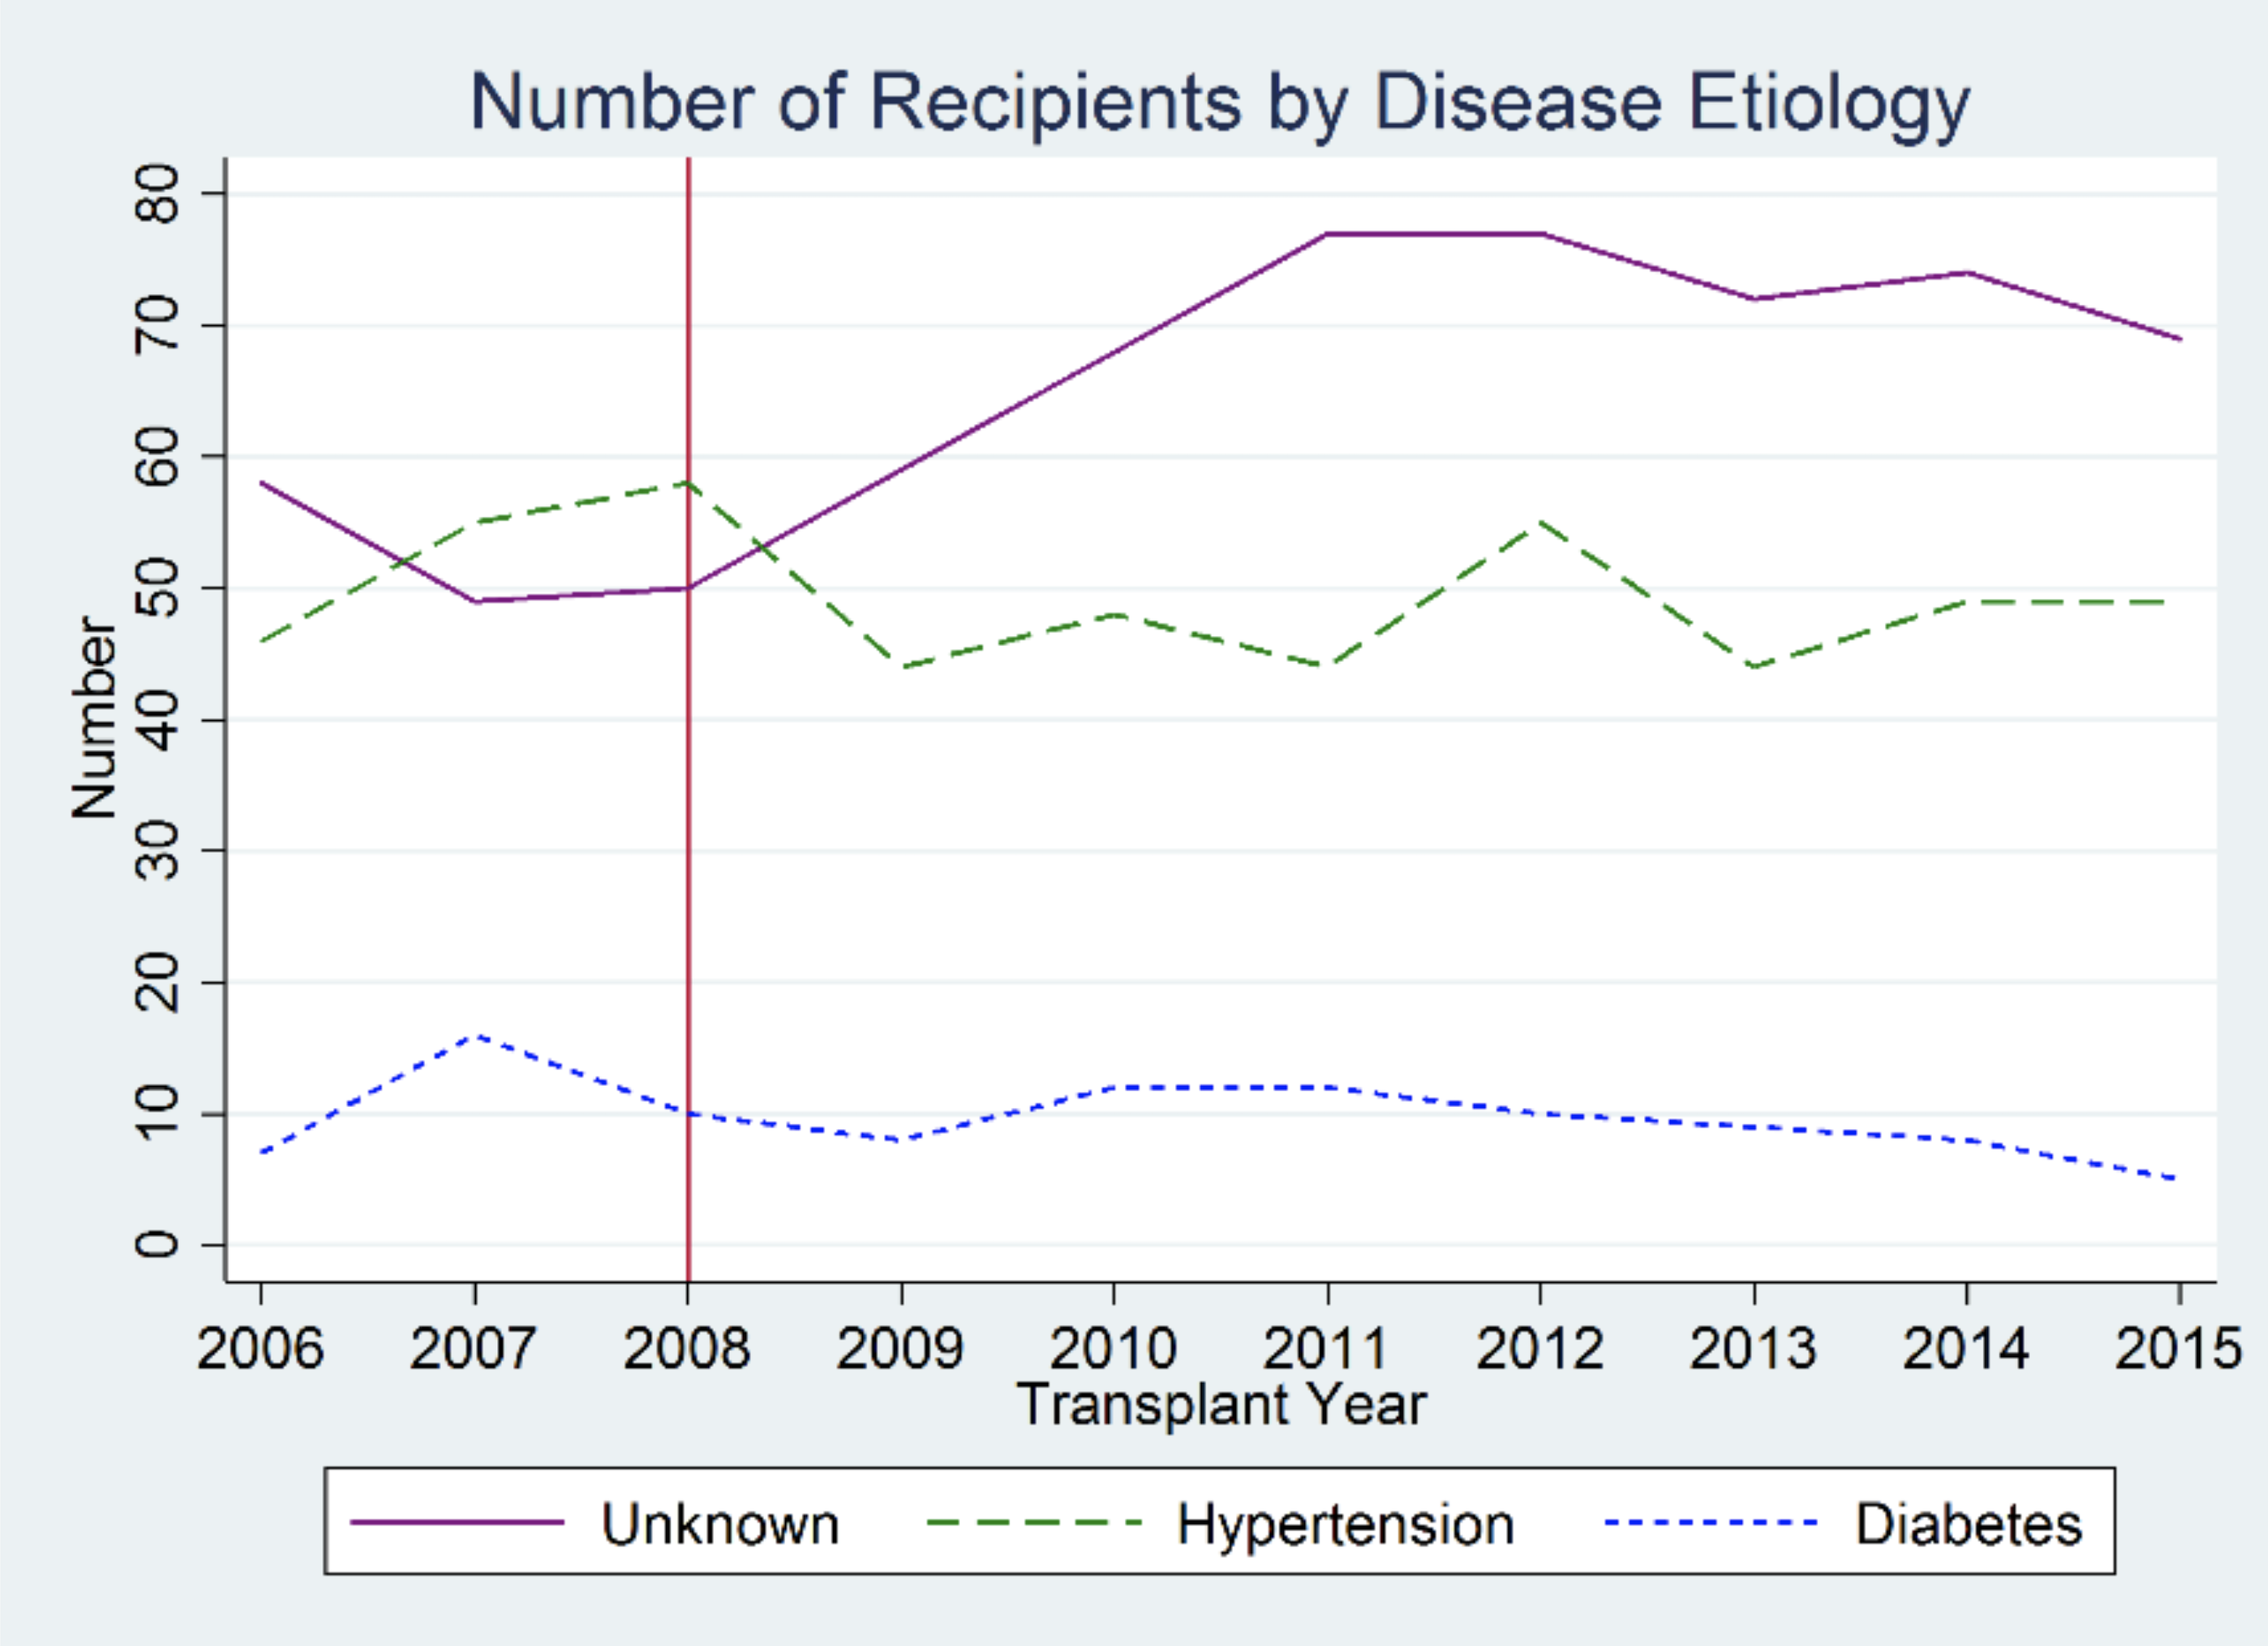 Number of Recipients by Disease Etiology
80
70
60
50
40
30
20
10
0
Number
2006 2007 2008 2009 2010 2011 2012 2013 2014 2015
Transplant Year
Unknown Hypertension Diabetes